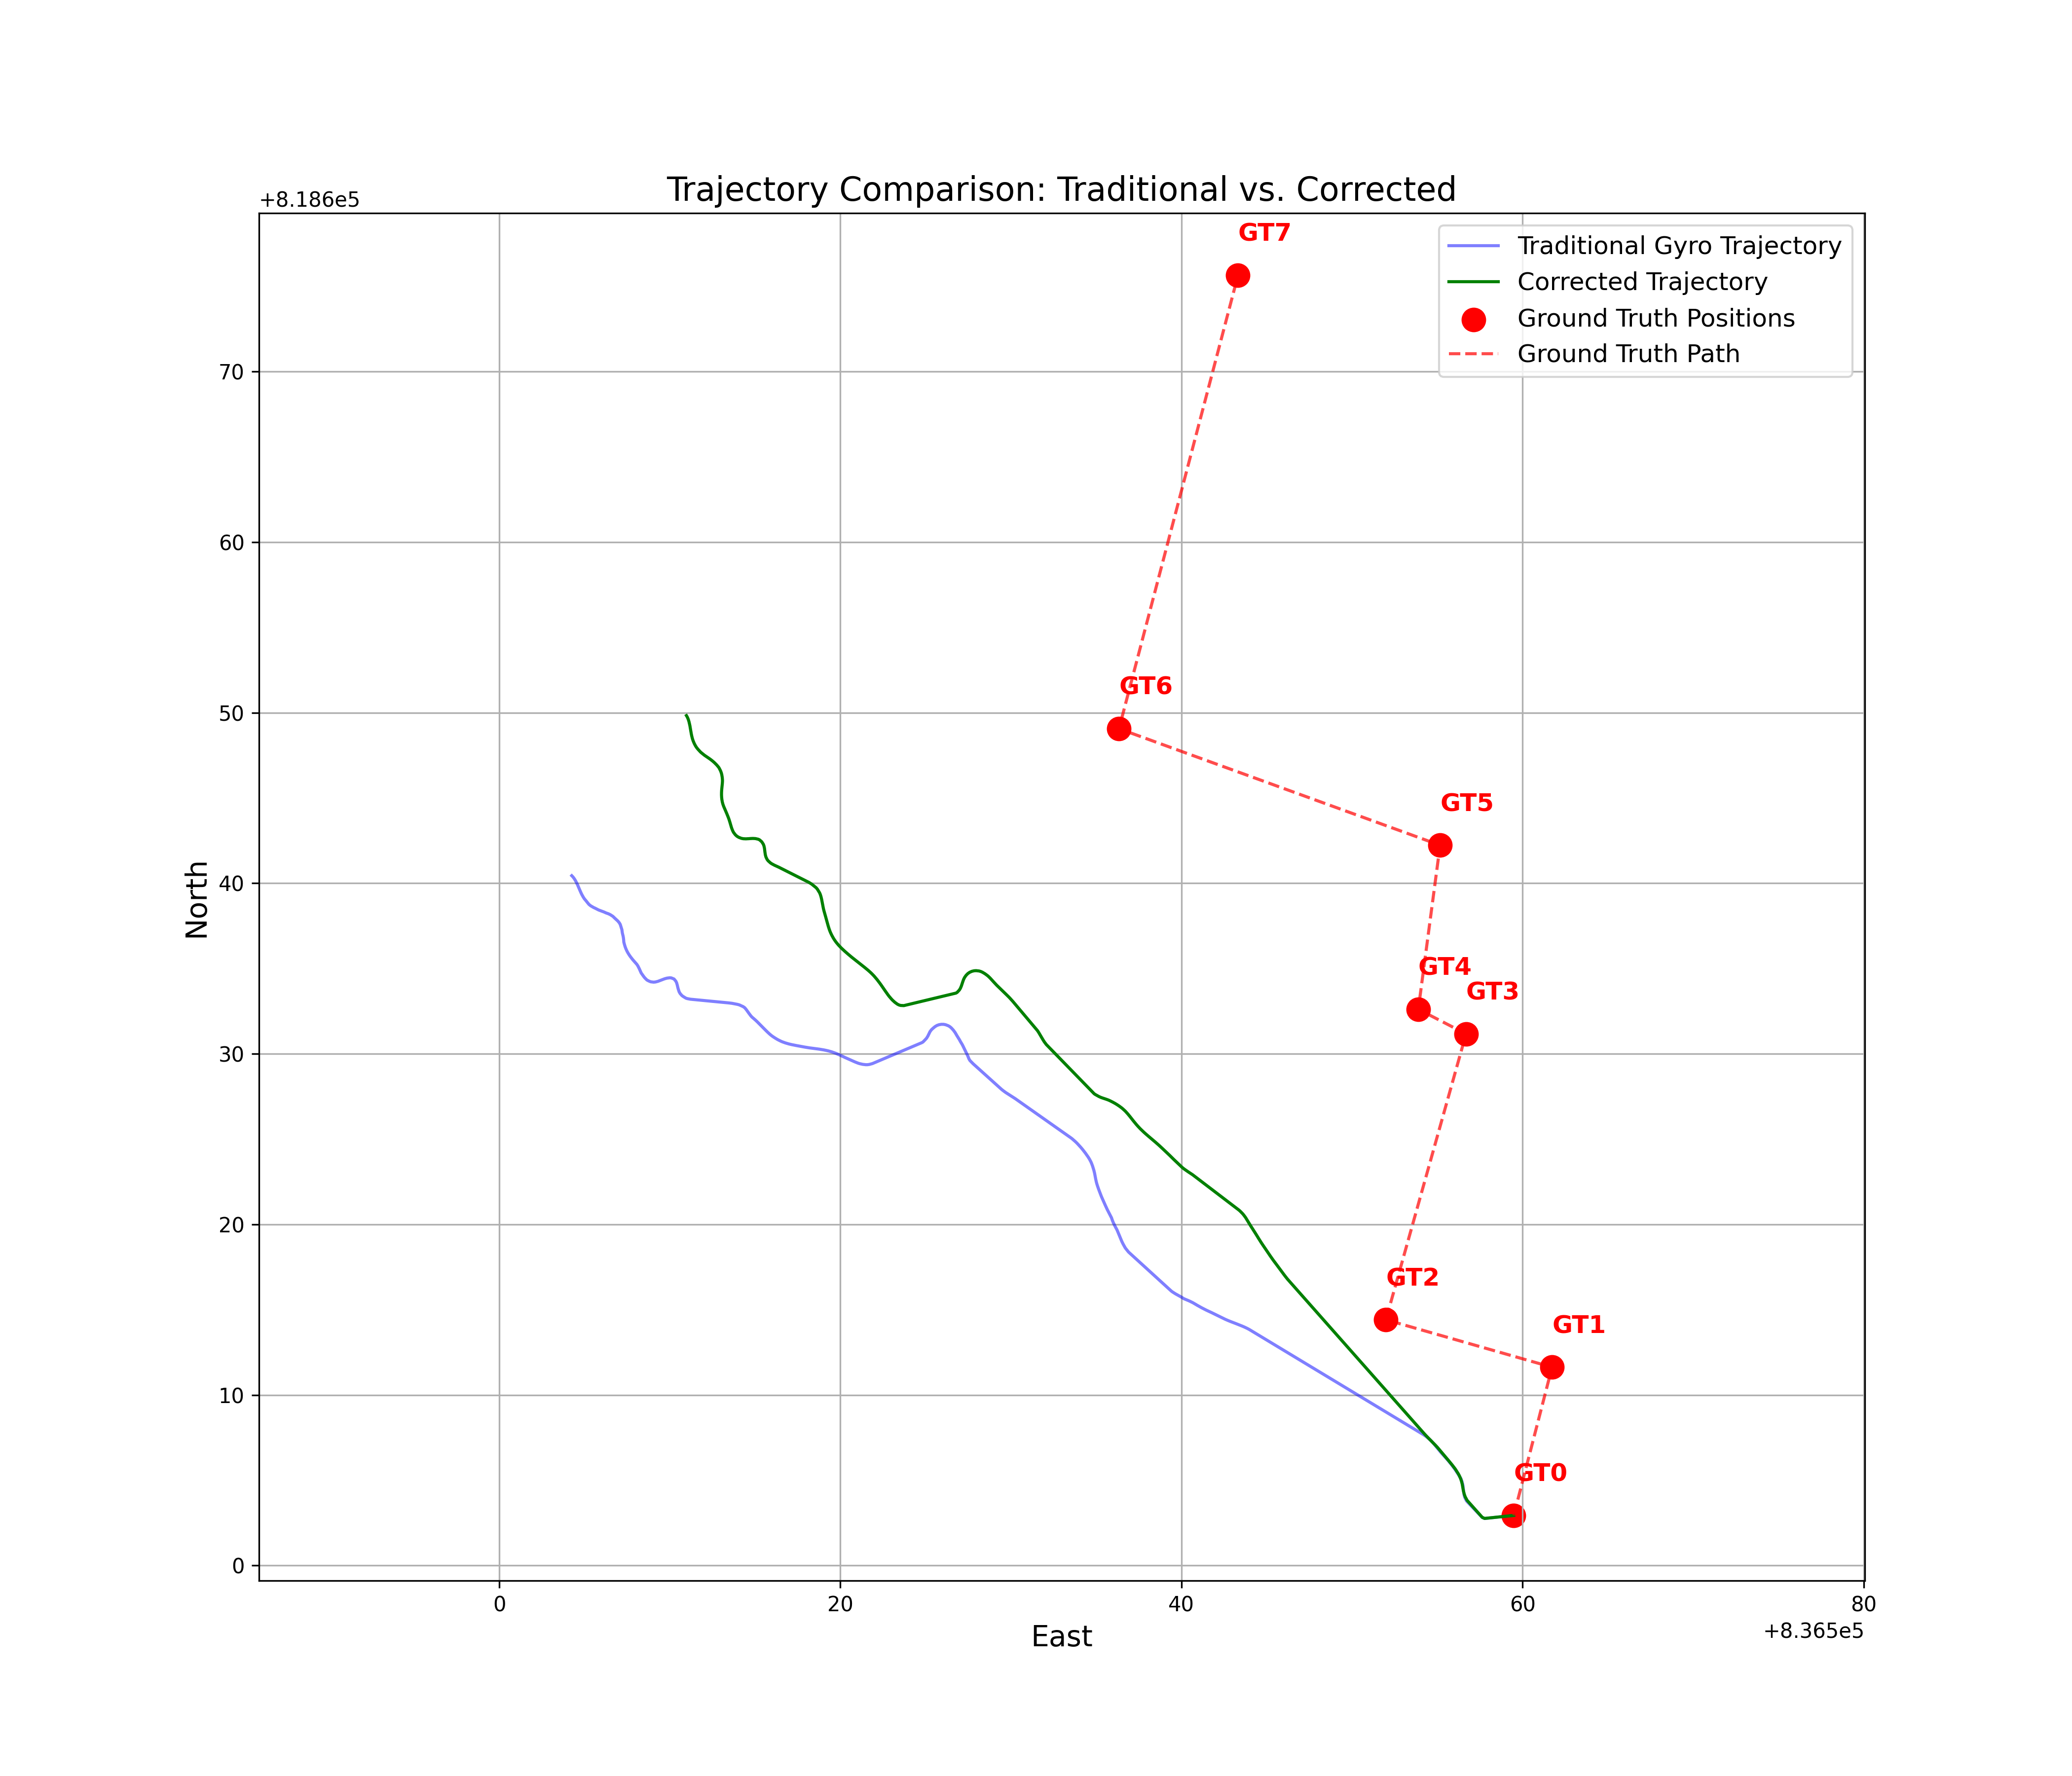 Trajectory Comparison: Traditional vs. Corrected
+8.186e5
GT7
Traditional Gyro Trajectory
Corrected Trajectory
Ground Truth Positions
Ground Truth Path
70
60
GT6
50
GT5
40
GT4
GT3
30
20
GT2
GT1
10
GT0
0
North
0 20 40 60 80
East
+8.365e5